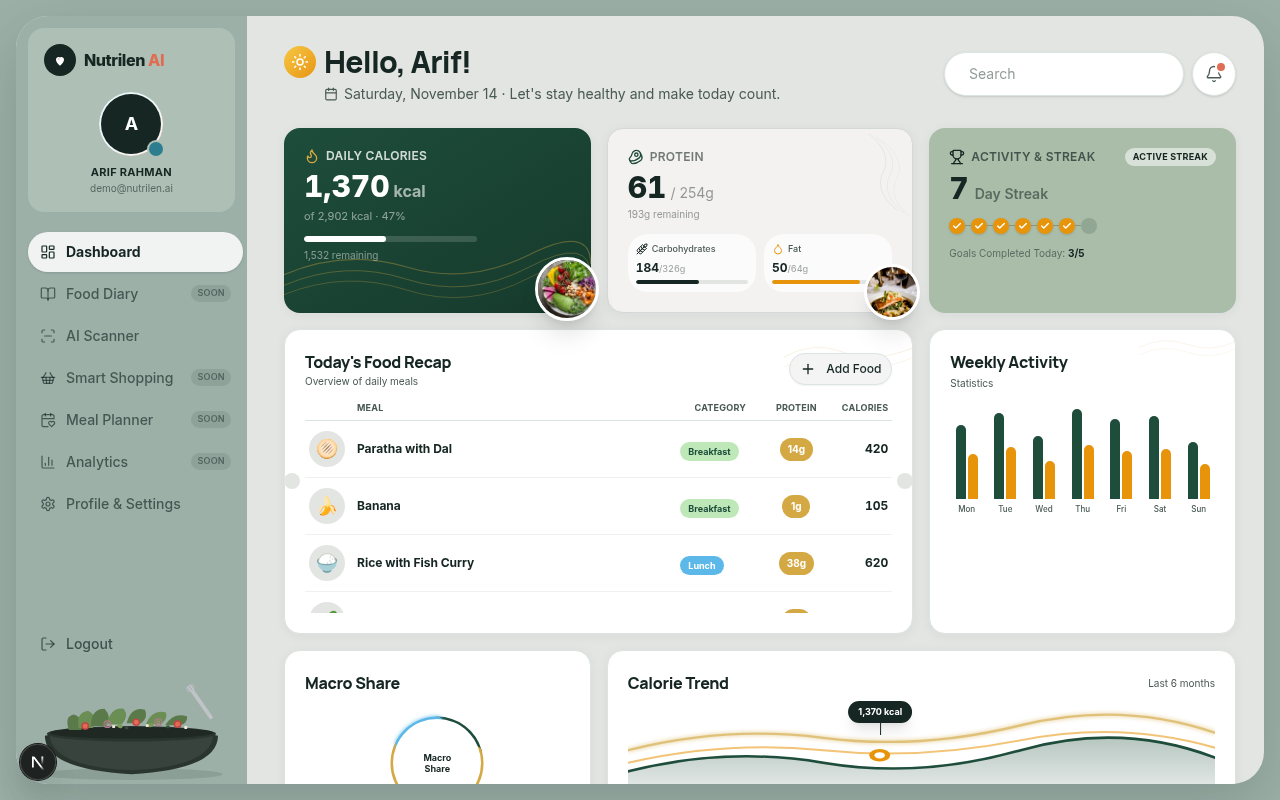 Nutrilen AI
A
ARIF RAHMAN
demo@nutrilen.ai
Dashboard
Food Diary SOON
AI Scanner
Smart Shopping SOON
Meal Planner SOON
Analytics SOON
Profile & Settings
Logout
N
Hello, Arif!
Saturday, November 14 · Let's stay healthy and make today count.
Search
DAILY CALORIES
1,370 kcal
of 2,902 kcal · 47%
1,532 remaining
PROTEIN
61 / 254g
193g remaining
Carbohydrates
184/326g
Fat
50/64g
ACTIVITY & STREAK ACTIVE STREAK
7 Day Streak
Goals Completed Today: 3/5
Today's Food Recap
Overview of daily meals
Add Food
MEAL CATEGORY PROTEIN CALORIES
Paratha with Dal Breakfast 14g 420
Banana Breakfast 1g 105
Rice with Fish Curry Lunch 38g 620
Weekly Activity
Statistics
Mon Tue Wed Thu Fri Sat Sun
Macro Share
Macro
Share
Calorie Trend
Last 6 months
1,370 kcal